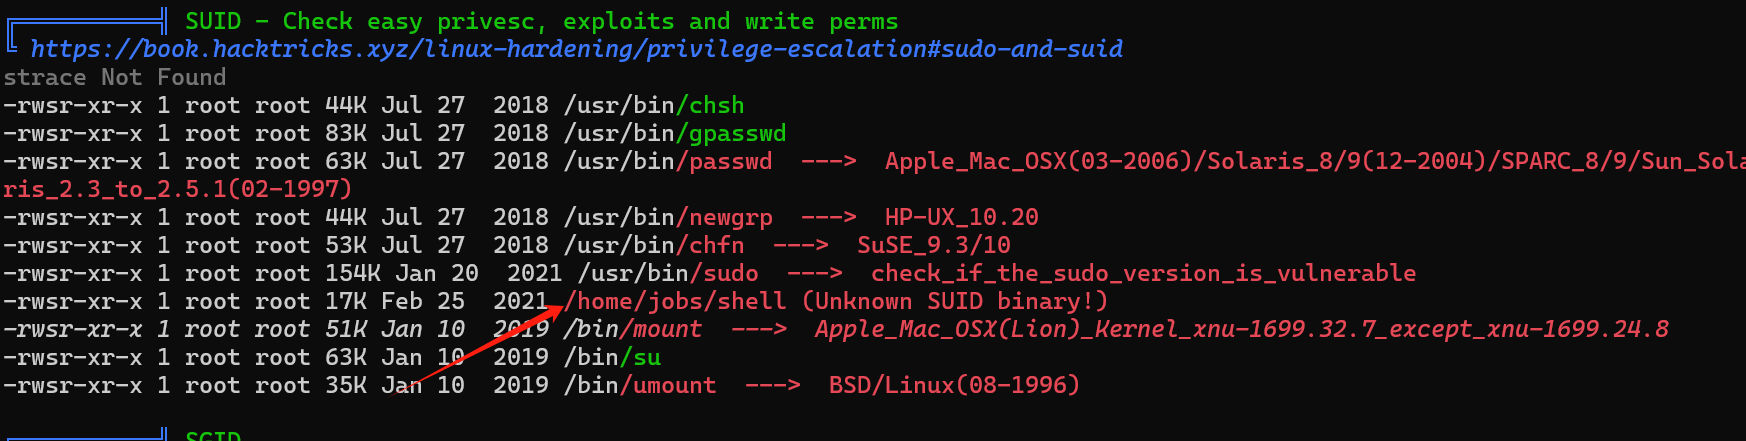 SUID - Check easy privesc, exploits and write perms
https://book.hacktricks.xyz/linux-hardening/privilege-escalation#sudo-and-suid
strace Not Found
-rwsr-xr-x 1 root root 44K Jul 27  2018 /usr/bin/chsh
-rwsr-xr-x 1 root root 83K Jul 27  2018 /usr/bin/gpasswd
-rwsr-xr-x 1 root root 63K Jul 27  2018 /usr/bin/passwd  --->  Apple_Mac_OSX(03-2006)/Solaris_8/9(12-2004)/SPARC_8/9/Sun_Sola
ris_2.3_to_2.5.1(02-1997)
-rwsr-xr-x 1 root root 44K Jul 27  2018 /usr/bin/newgrp  --->  HP-UX_10.20
-rwsr-xr-x 1 root root 53K Jul 27  2018 /usr/bin/chfn  --->  SuSE_9.3/10
-rwsr-xr-x 1 root root 154K Jan 20  2021 /usr/bin/sudo  --->  check_if_the_sudo_version_is_vulnerable
-rwsr-xr-x 1 root root 17K Feb 25  2021 /home/jobs/shell (Unknown SUID binary!)
-rwsr-xr-x 1 root root 51K Jan 10  2019 /bin/mount  --->  Apple_Mac_OSX(Lion)_Kernel_xnu-1699.32.7_except_xnu-1699.24.8
-rwsr-xr-x 1 root root 63K Jan 10  2019 /bin/su
-rwsr-xr-x 1 root root 35K Jan 10  2019 /bin/umount  --->  BSD/Linux(08-1996)
SGID